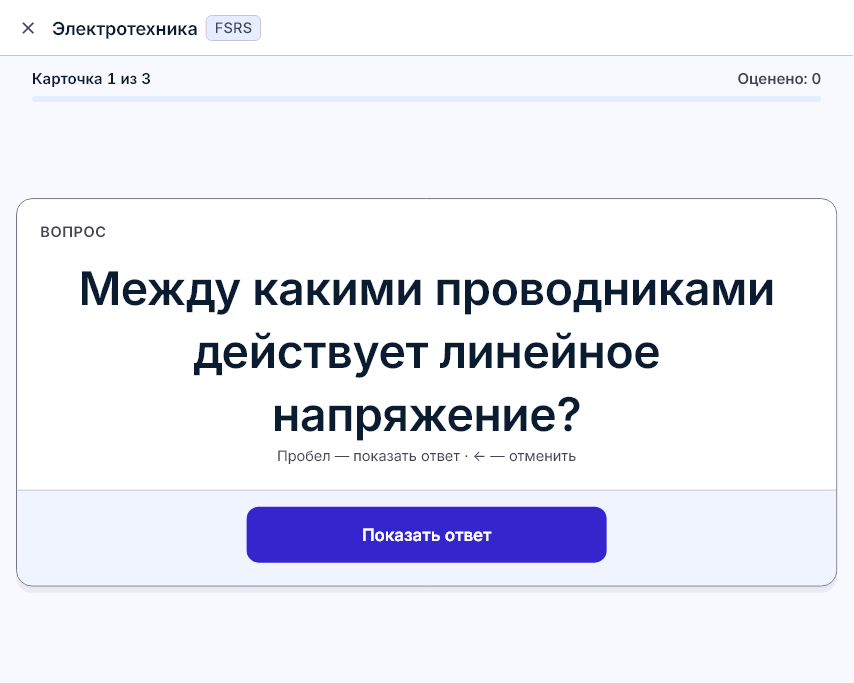 Электротехника FSRS
Карточка 1 из 3
Оценено: 0
ВОПРОС
Между какими проводниками
действует линейное
напряжение?
Пробел — показать ответ · ← — отменить
Показать ответ